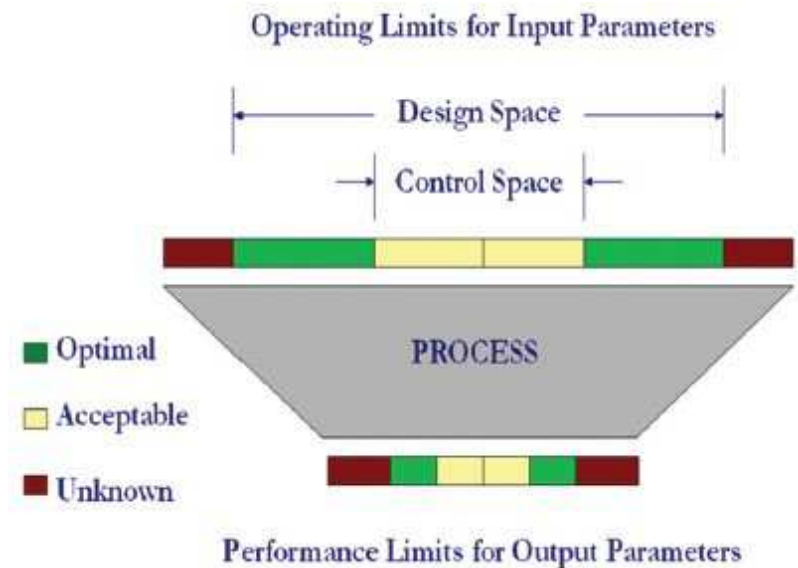 Operating Limits for Input Parameters
Design Space
Control Space
PROCESS
Optimal
Acceptable
Unknown
Performance Limits for Output Parameters